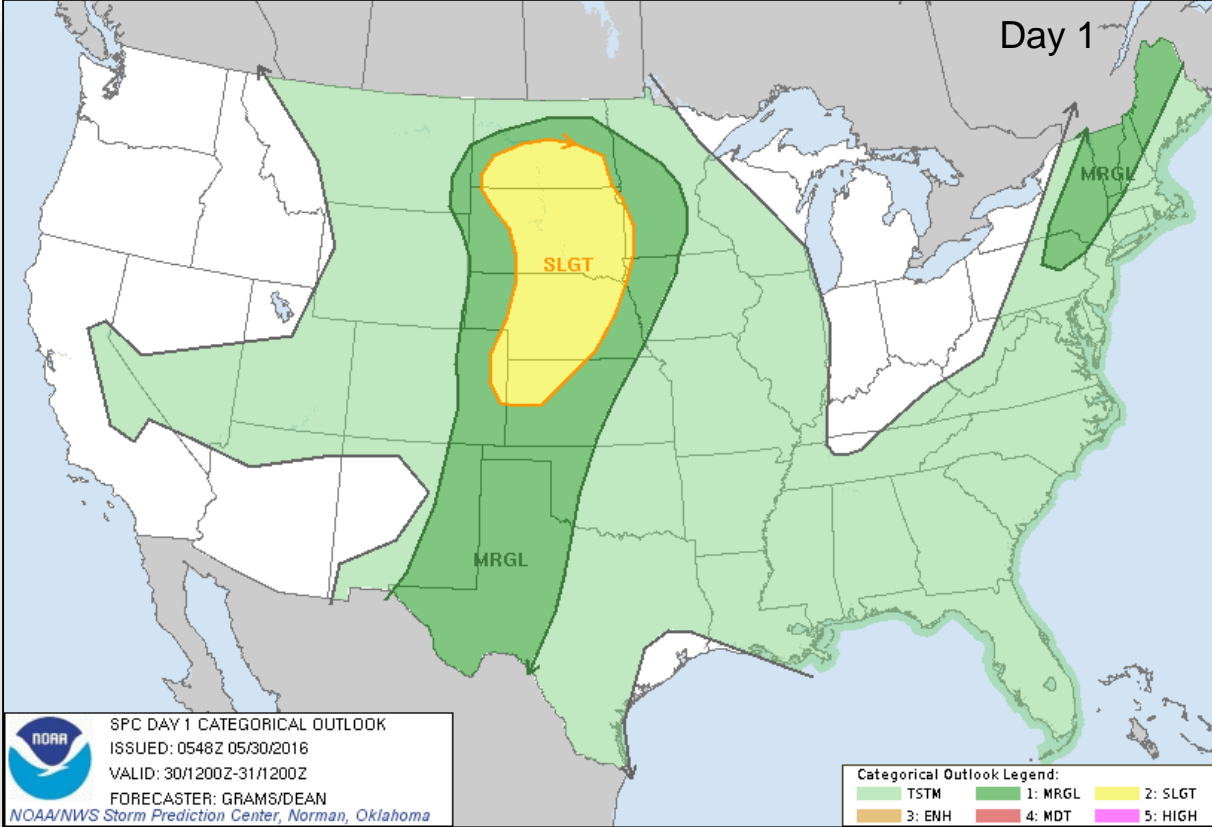 Day 1
MRGL
SLGT
MRGL
SPC DAY 1 CATEGORICAL OUTLOOK
ISSUED: 0548Z 05/30/2016
VALID: 30/1200Z-31/1200Z
FORECASTER: GRAMS/DEAN
NOAA/NWS Storm Prediction Center, Norman, Oklahoma
NOAA
Categorical Outlook Legend:
TSTM 1: MRGL 2: SLGT
3: ENH 4: MDT 5: HIGH